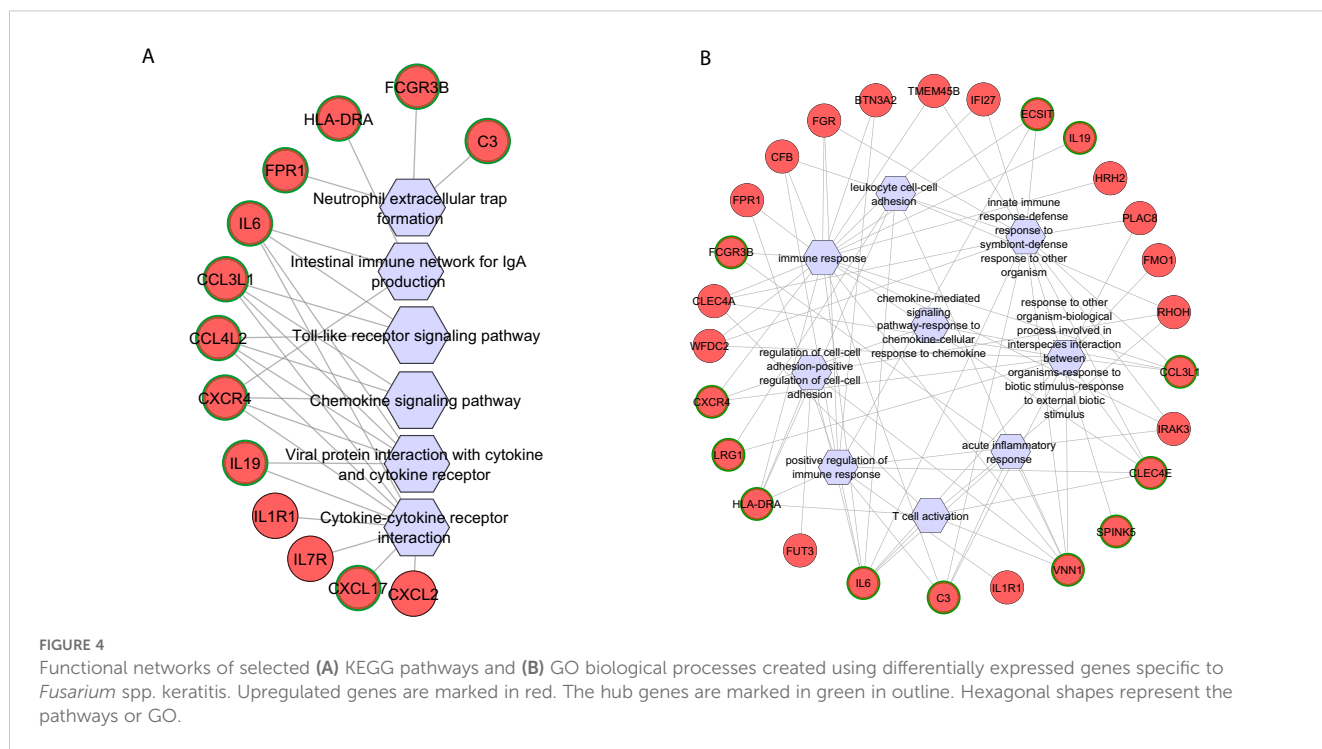 A
FCGR3B
HLA-DRA
C3
FPR1
Neutrophil extracellular trap
formation
IL6
Intestinal immune network for IgA
production
CCL3L1
Toll-like receptor signaling pathway
CCL4L2
CXCR4
Chemokine signaling pathway
IL19
Viral protein interaction with cytokine
and cytokine receptor
IL1R1
Cytokine-cytokine receptor
interaction
IL7R
CXCL17
CXCL2
B
TMEM45B
BTN3A2
IFI27
FGR
ECSIT
IL19
CFB
HRH2
leukocyte cell-cell
adhesion
FPR1
PLAC8
innate immune
response-defense
response to
symbiont-defense
response to other
organism
FCGR3B
immune response
FMO1
CLEC4A
chemokine-mediated
signaling
pathway-response to
chemokine-cellular
response to chemokine
response to other
organism-biological
process involved in
interspecies interaction
between
organisms-response to
biotic stimulus-response
to external biotic
stimulus
RHOH
WFDC2
regulation of cell-cell
adhesion-positive
regulation of cell-cell
adhesion
CCL3L1
CXCR4
IRAK3
LRG1
positive regulation of
immune response
acute inflammatory
response
CLEC4E
HLA-DRA
T cell activation
SPINK5
FUT3
IL6
C3
IL1R1
VNN1
FIGURE 4
Functional networks of selected (A) KEGG pathways and (B) GO biological processes created using differentially expressed genes specific to
Fusarium spp. keratitis. Upregulated genes are marked in red. The hub genes are marked in green in outline. Hexagonal shapes represent the
pathways or GO.